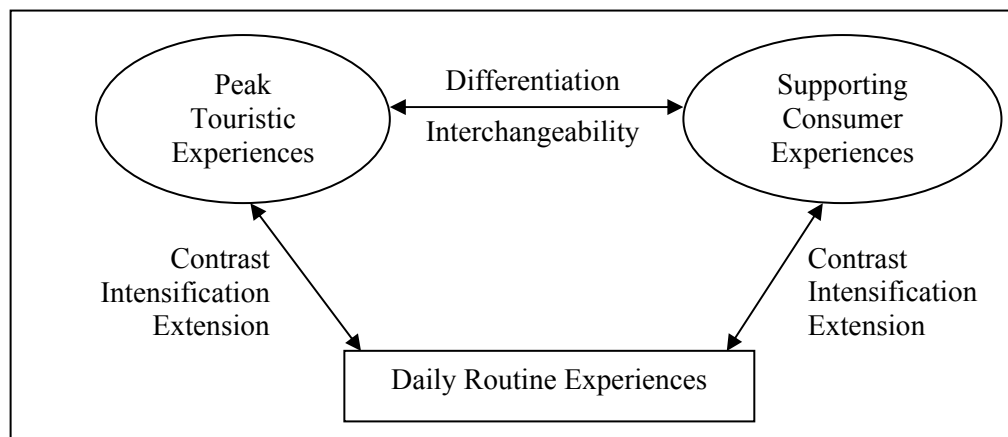 Peak
Touristic
Experiences
Differentiation
Interchangeability
Supporting
Consumer
Experiences
Contrast
Intensification
Extension
Contrast
Intensification
Extension
Daily Routine Experiences